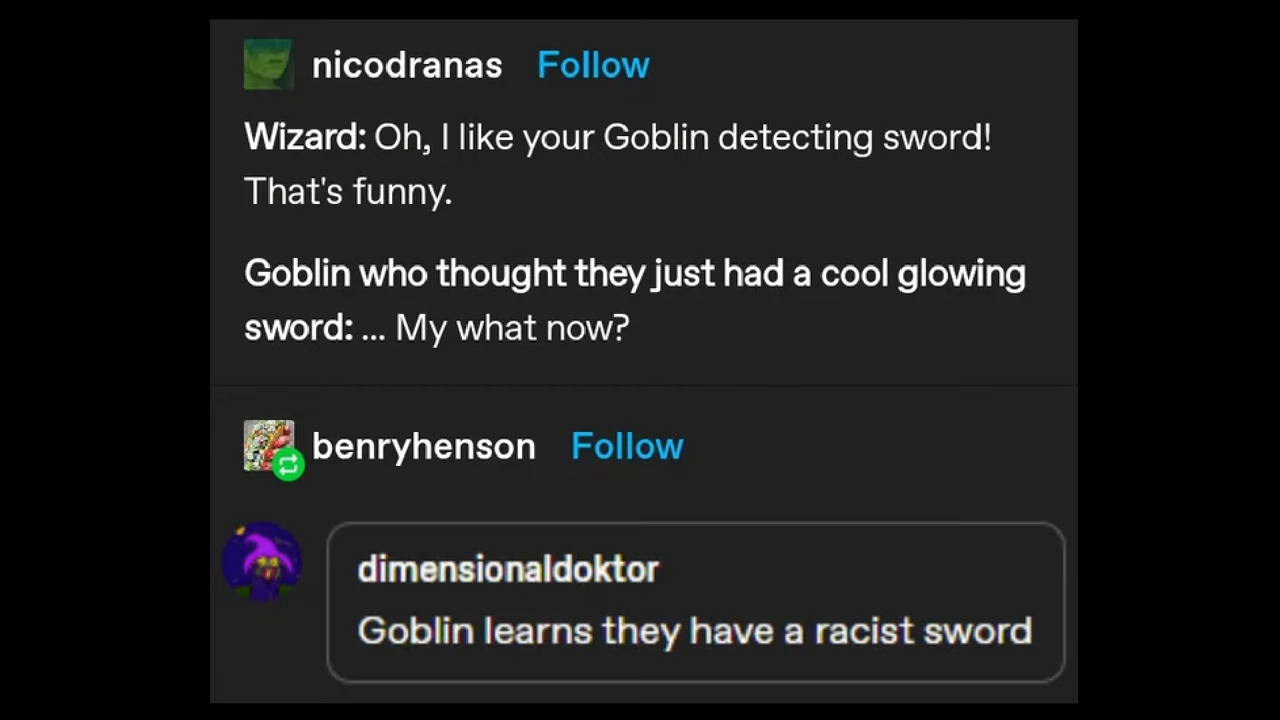 nicodranas Follow
Wizard: Oh, I like your Goblin detecting sword!
That's funny.
Goblin who thought they just had a cool glowing
sword: ... My what now?
benryhenson Follow
dimensionaldoktor
Goblin learns they have a racist sword